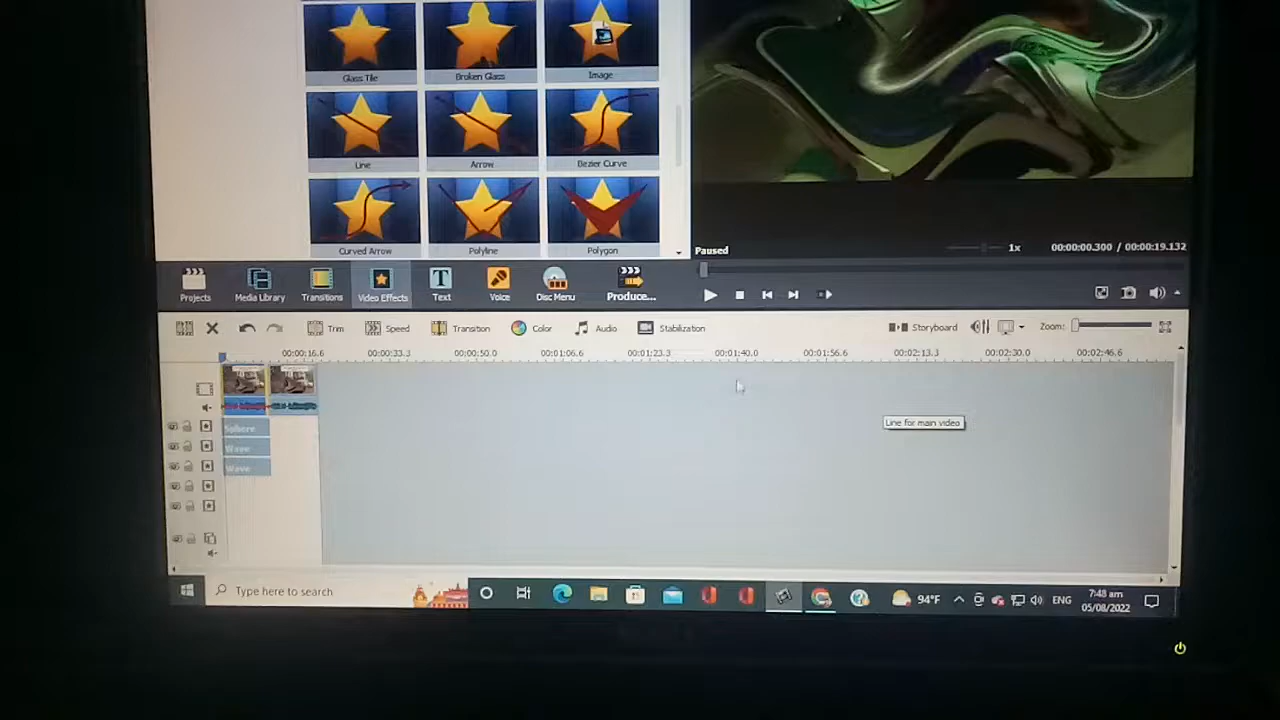 Glass Tile
Broken Glass
Image
Line
Arrow
Bezier Curve
Curved Arrow
Polyline
Polygon
Paused
1x
00:00:00.300 / 00:00:19.132
Projects
Media Library
Transitions
Video Effects
Text
Voice
Disc Menu
Produce...
Trim
Speed
Transition
Color
Audio
Stabilization
Storyboard
Zoom:
00:00:16.6
00:00:33.3
00:00:50.0
00:01:06.6
00:01:23.3
00:01:40.0
00:01:56.6
00:02:13.3
00:02:30.0
00:02:46.6
Line for main video
Sphere
Wave
Wave
Type here to search
94°F
ENG
7:48 am
05/08/2022